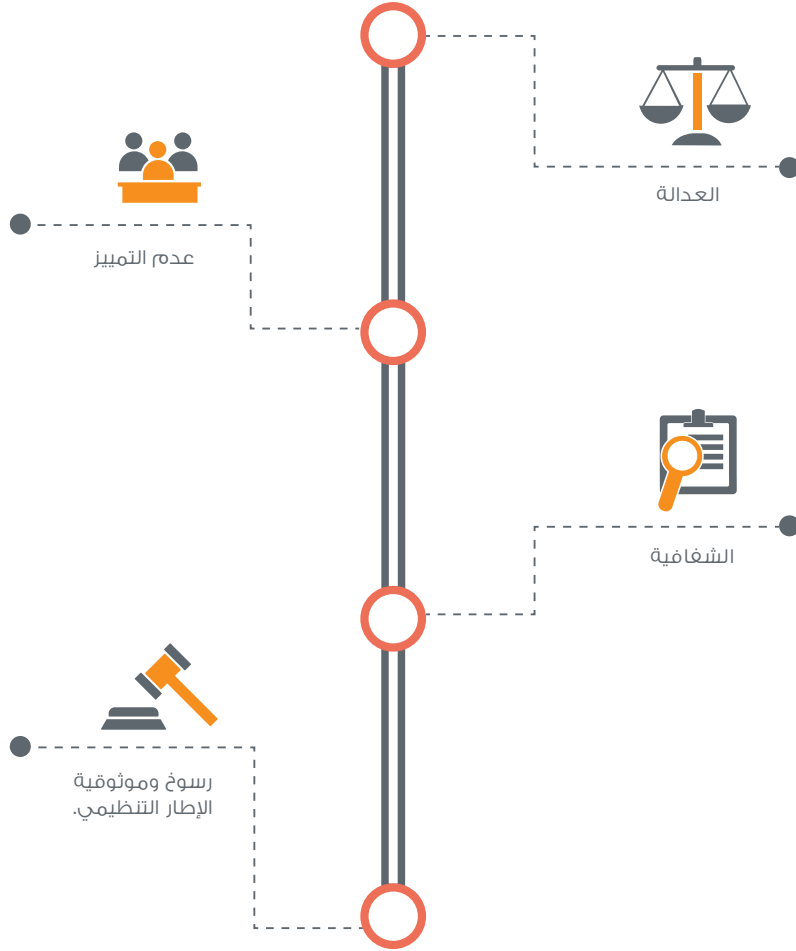 العدالة
عدم التمييز
الشفافية
رسوخ وموثوقية
الإطار التنظيمي.